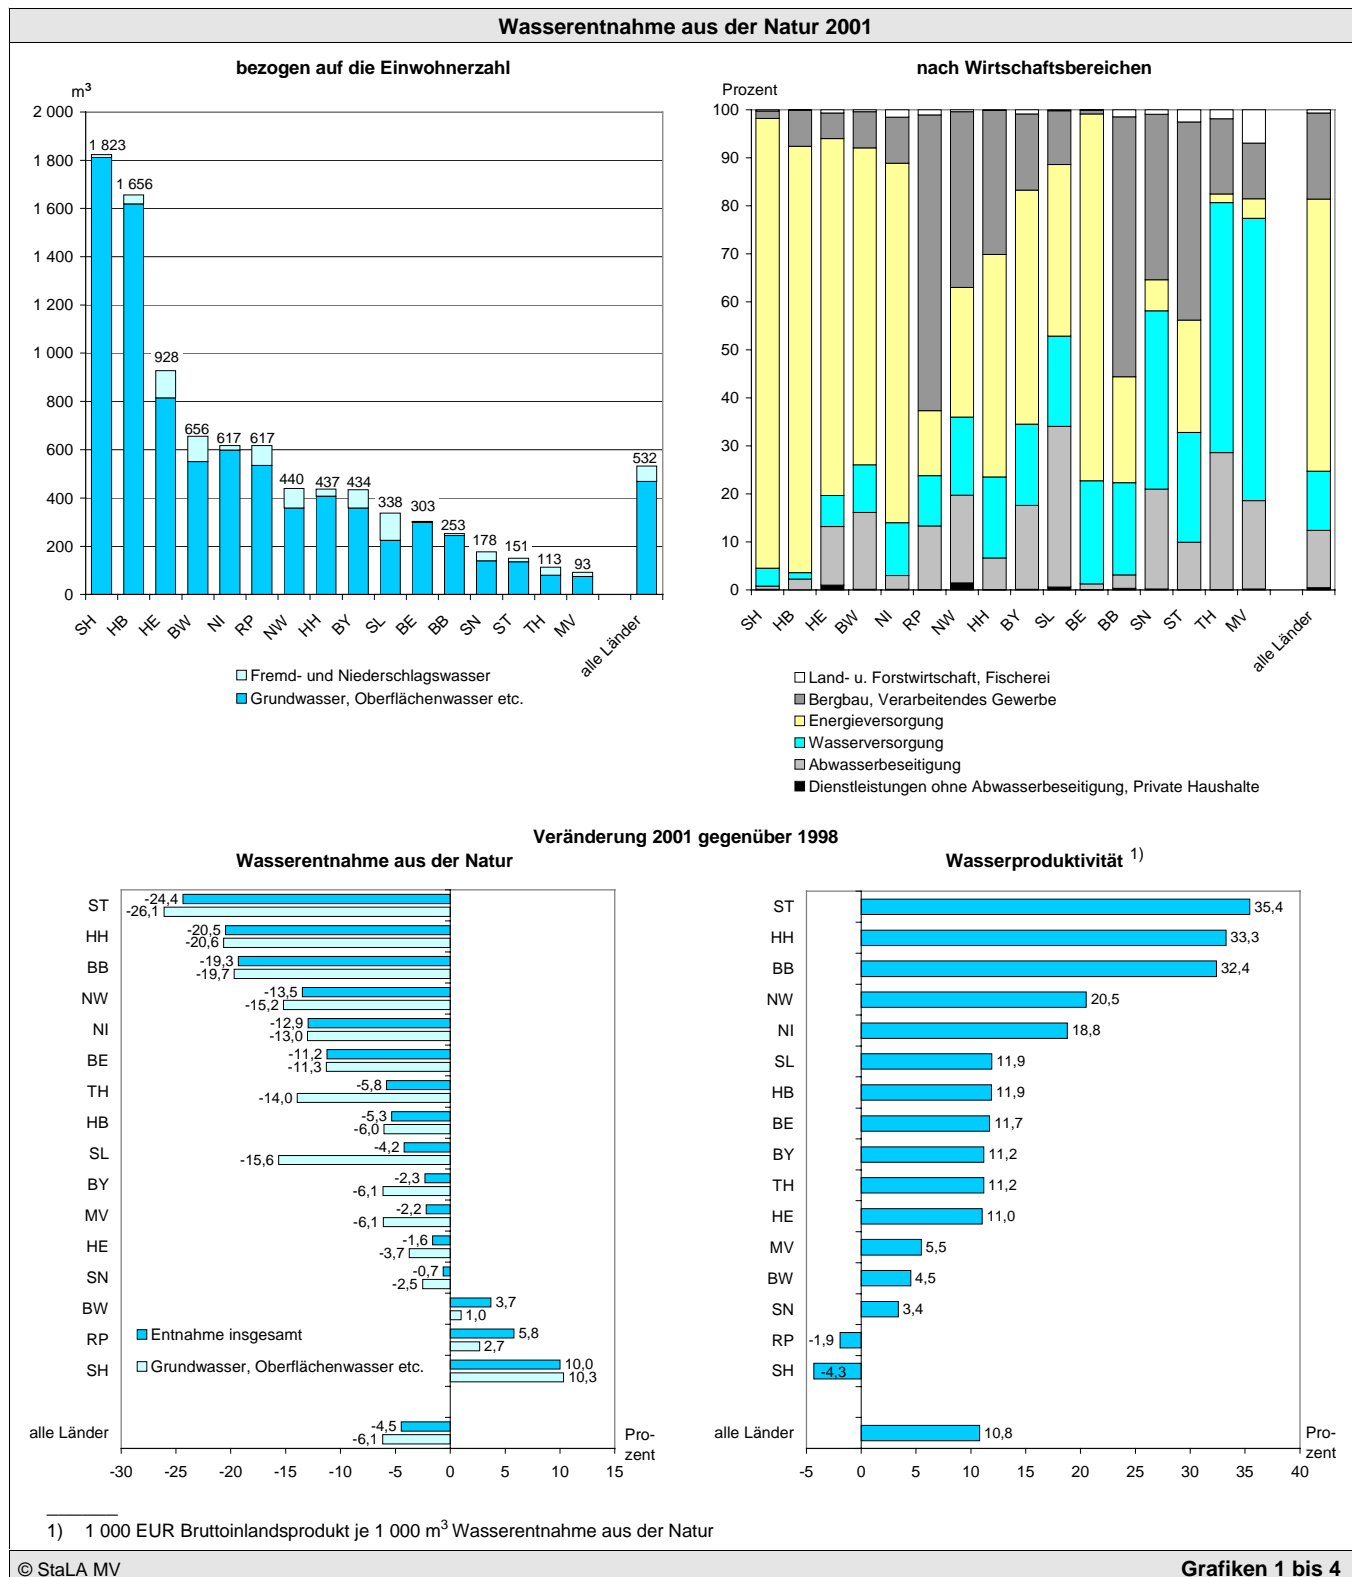 Wasserentnahme aus der Natur 2001
bezogen auf die Einwohnerzahl
m³
2 000
1 800
1 600
1 400
1 200
1 000
800
600
400
200
0
1 823
1 656
928
656
617
617
440
437
434
338
303
253
178
151
113
93
532
SH
HB
HE
BW
NI
RP
NW
HH
BY
SL
BE
BB
SN
ST
TH
MV
alle Länder
Fremd- und Niederschlagswasser
Grundwasser, Oberflächenwasser etc.
nach Wirtschaftsbereichen
Prozent
100
90
80
70
60
50
40
30
20
10
0
SH
HB
HE
BW
NI
RP
NW
HH
BY
SL
BE
BB
SN
ST
TH
MV
alle Länder
Land- u. Forstwirtschaft, Fischerei
Bergbau, Verarbeitendes Gewerbe
Energieversorgung
Wasserversorgung
Abwasserbeseitigung
Dienstleistungen ohne Abwasserbeseitigung, Private Haushalte
Veränderung 2001 gegenüber 1998
Wasserentnahme aus der Natur
ST -24,4
-26,1
HH -20,5
-20,6
BB -19,3
-19,7
NW -13,5
-15,2
NI -12,9
-13,0
BE -11,2
-11,3
TH -5,8
-14,0
HB -5,3
-6,0
SL -4,2
-15,6
BY -2,3
-6,1
MV -2,2
-6,1
HE -1,6
-3,7
SN -0,7
-2,5
BW 3,7
1,0
RP 5,8
2,7
SH 10,0
10,3
Entnahme insgesamt
Grundwasser, Oberflächenwasser etc.
alle Länder -4,5
-6,1
Pro-
zent
-30 -25 -20 -15 -10 -5 0 5 10 15
Wasserproduktivität 1)
ST 35,4
HH 33,3
BB 32,4
NW 20,5
NI 18,8
SL 11,9
HB 11,9
BE 11,7
BY 11,2
TH 11,2
HE 11,0
MV 5,5
BW 4,5
SN 3,4
RP -1,9
SH -4,3
alle Länder 10,8
Pro-
zent
-5 0 5 10 15 20 25 30 35 40
1) 1 000 EUR Bruttoinlandsprodukt je 1 000 m³ Wasserentnahme aus der Natur
© StaLA MV
Grafiken 1 bis 4